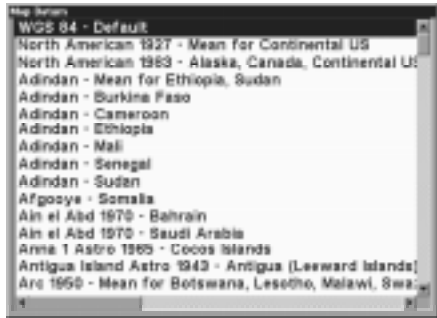 Map Datum
WGS 84 - Default
North American 1927 - Mean for Continental US
North American 1983 - Alaska, Canada, Continental US
Adindan - Mean for Ethiopia, Sudan
Adindan - Burkina Faso
Adindan - Cameroon
Adindan - Ethiopia
Adindan - Mali
Adindan - Senegal
Adindan - Sudan
Afgooye - Somalia
Ain el Abd 1970 - Bahrain
Ain el Abd 1970 - Saudi Arabia
Anna 1 Astro 1965 - Cocos Islands
Antigua Island Astro 1943 - Antigua (Leeward Islands)
Arc 1950 - Mean for Botswana, Lesotho, Malawi, Swa